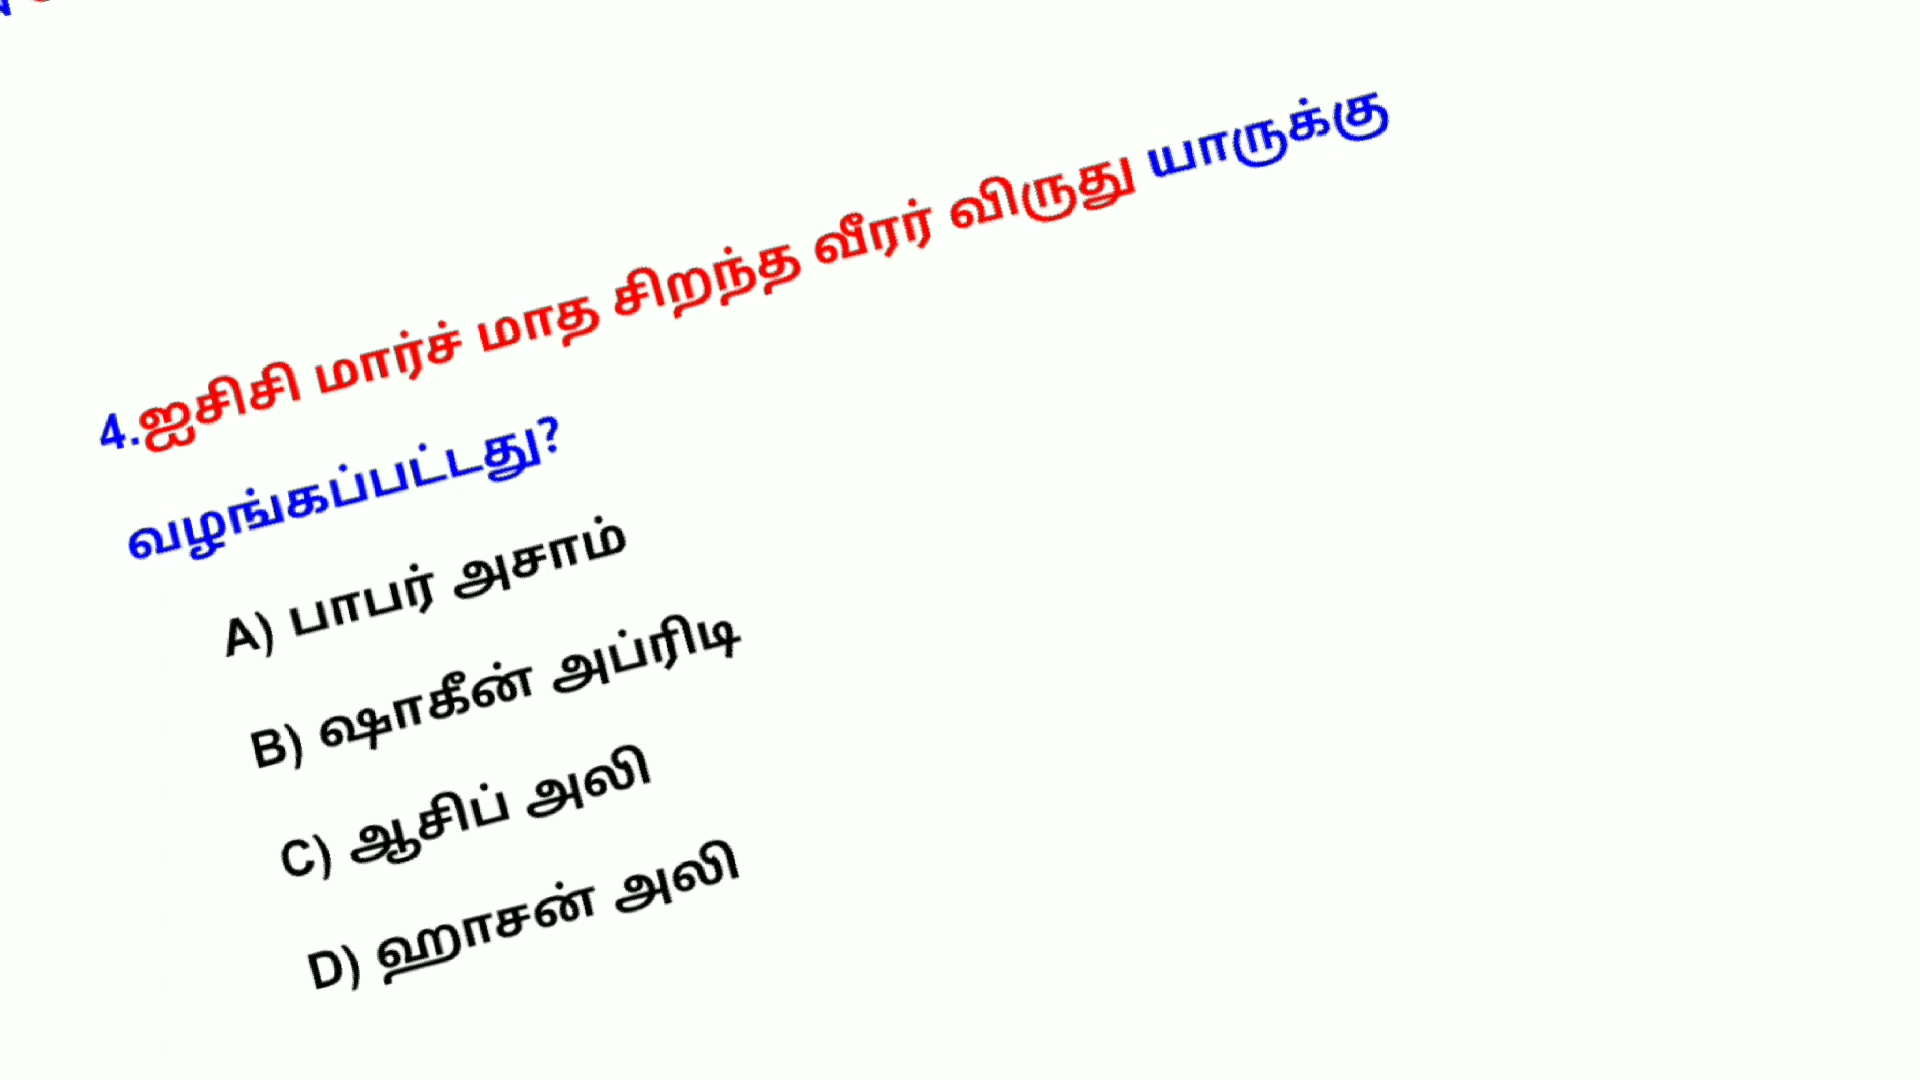 4.ஐசிசி மார்ச் மாத சிறந்த வீரர் விருது யாருக்கு
வழங்கப்பட்டது?
A) பாபர் அசாம்
B) ஷாகீன் அப்ரிடி
C) ஆசிப் அலி
D) ஹாசன் அலி